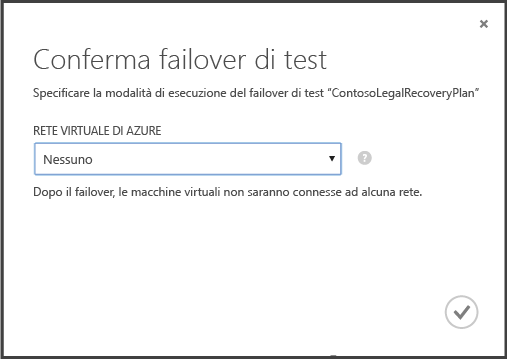 Conferma failover di test
Specificare la modalità di esecuzione del failover di test “ContosoLegalRecoveryPlan”
RETE VIRTUALE DI AZURE
Nessuno
?
Dopo il failover, le macchine virtuali non saranno connesse ad alcuna rete.